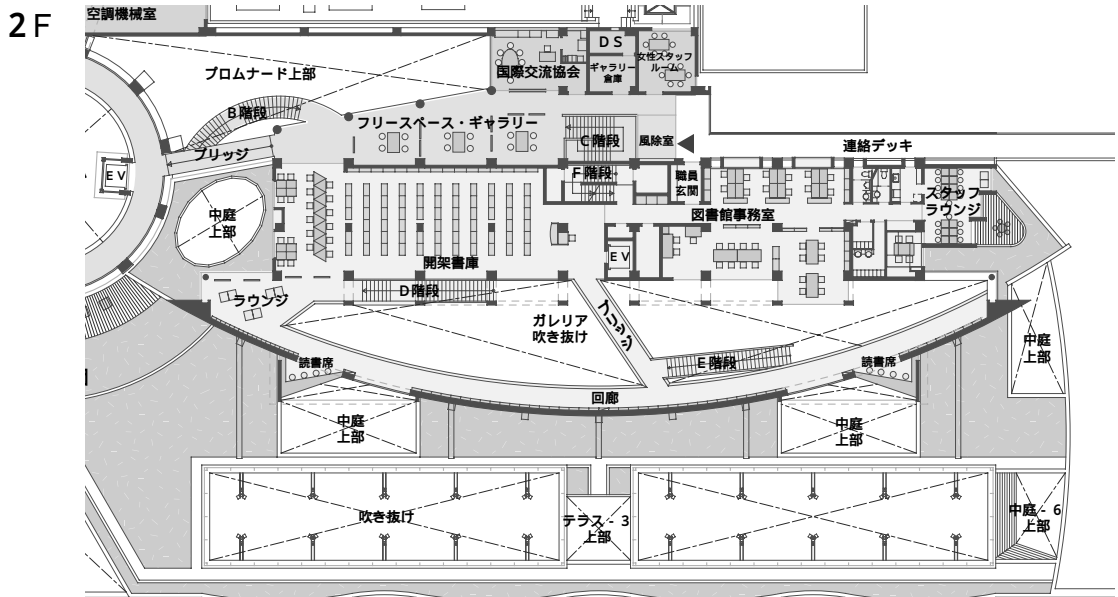 2F
空調機械室
プロムナード上部
国際交流協会
DS
ギャラリー
倉庫
女性スタッフ
ルーム
B階段
フリースペース・ギャラリー
C階段
風除室
連絡デッキ
ブリッジ
EV
F階段
職員
玄関
スタッフ
ラウンジ
中庭
上部
図書館事務室
開架書庫
EV
D階段
ラウンジ
ガレリア
吹き抜け
ブリッジ
読書席
E階段
読書席
中庭
上部
回廊
中庭
上部
中庭
上部
吹き抜け
テラス-3
上部
中庭-6
上部